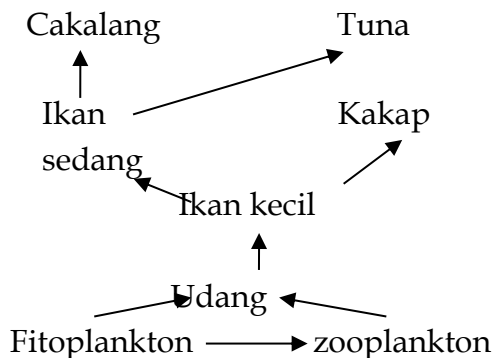 Cakalang Tuna
Ikan Kakap
sedang
Ikan kecil
Udang
Fitoplankton zooplankton